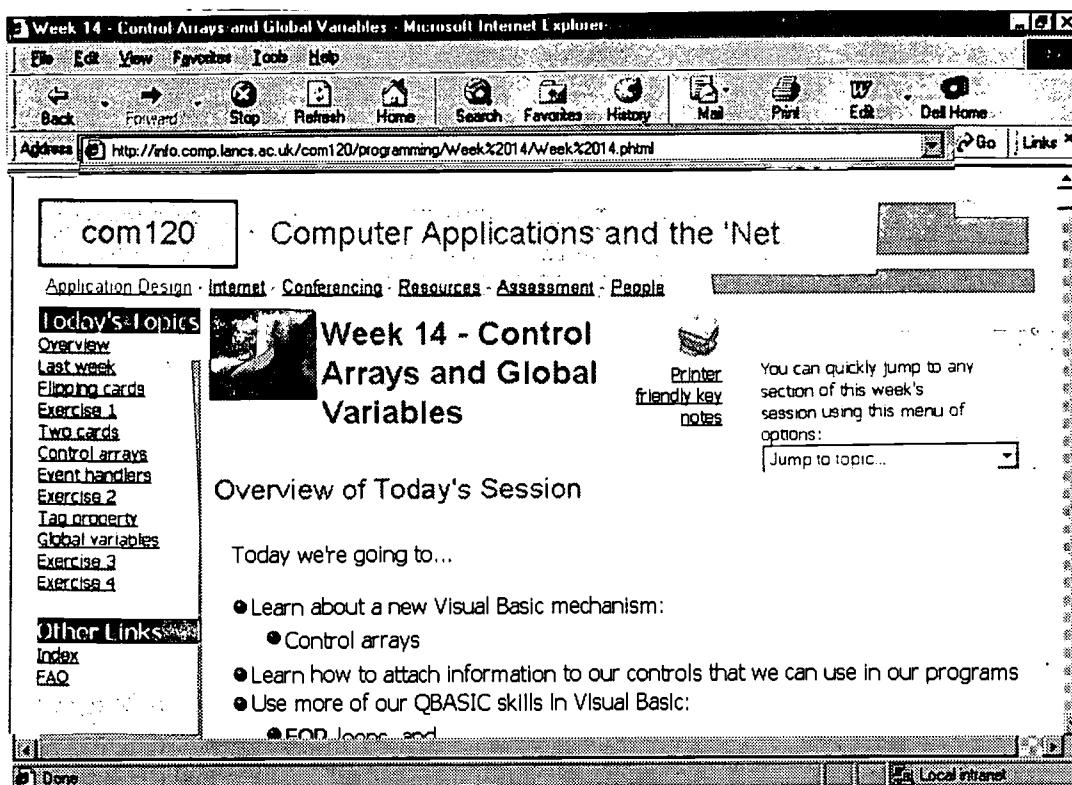 Week 14 - Control Arrays and Global Variables - Microsoft Internet Explorer
File Edit View Favorites Tools Help
Back Forward Stop Refresh Home Search Favorites History Mail Print Edit Dell Home
Address http://info.comp.lancs.ac.uk/com120/programming/Week%2014/Week%2014.phtml Go Links
com120 Computer Applications and the 'Net
Application Design - Internet - Conferencing - Resources - Assessment - People
Today's Topics
Overview
Last week
Flipping cards
Exercise 1
Two cards
Control arrays
Event handlers
Exercise 2
Tag property
Global variables
Exercise 3
Exercise 4
Other Links
Index
FAQ
Week 14 - Control
Arrays and Global
Variables
Printer
friendly key
notes
You can quickly jump to any
section of this week's
session using this menu of
options:
Jump to topic...
Overview of Today's Session
Today we're going to...
Learn about a new Visual Basic mechanism:
Control arrays
Learn how to attach information to our controls that we can use in our programs
Use more of our QBASIC skills in Visual Basic:
FOR loops, and
Done Local intranet